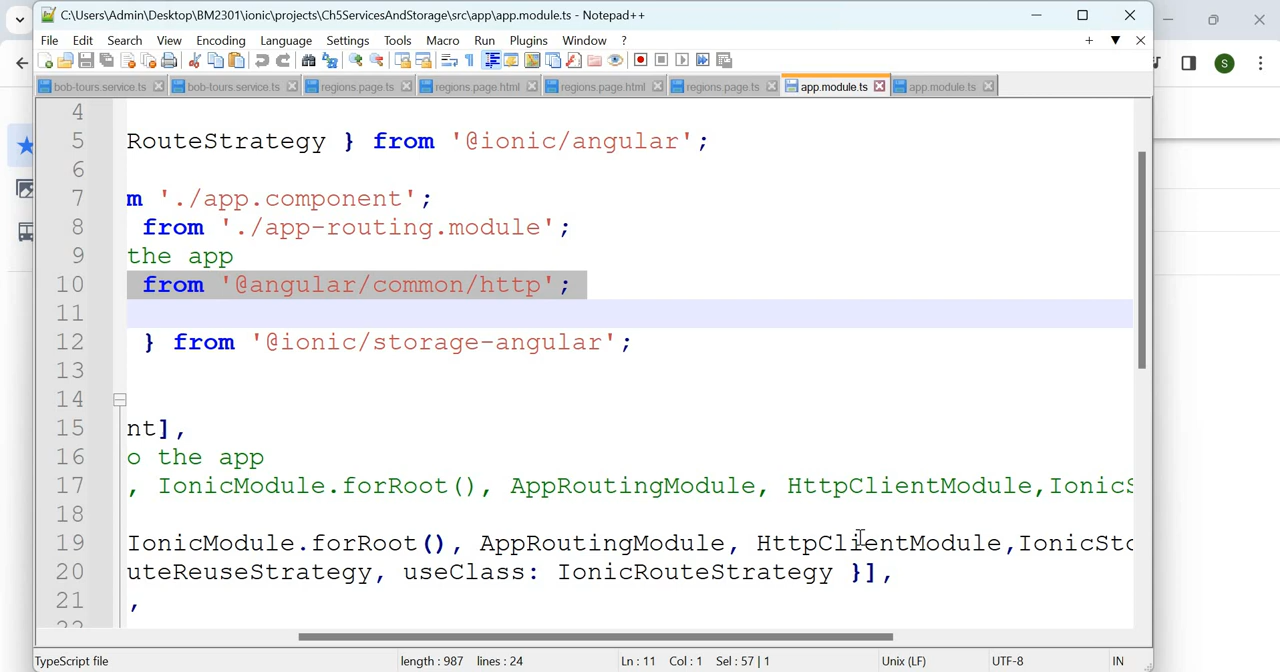 C:\Users\Admin\Desktop\BM2301\ionic\projects\Ch5ServicesAndStorage\src\app\app.module.ts - Notepad++
File Edit Search View Encoding Language Settings Tools Macro Run Plugins Window ?
bob-tours.service.ts bob-tours.service.ts regions.page.ts regions.page.html regions.page.html regions.page.ts app.module.ts app.module.ts
S
4
5 RouteStrategy } from '@ionic/angular';
6
7 m './app.component';
8 from './app-routing.module';
9 the app
10 from '@angular/common/http';
11
12 } from '@ionic/storage-angular';
13
14
15 nt],
16 o the app
17 , IonicModule.forRoot(), AppRoutingModule, HttpClientModule,IonicS
18
19 IonicModule.forRoot(), AppRoutingModule, HttpClientModule,IonicSto
20 uteReuseStrategy, useClass: IonicRouteStrategy }],
21 ,
22
TypeScript file length : 987 lines : 24 Ln : 11 Col : 1 Sel : 57 | 1 Unix (LF) UTF-8 IN